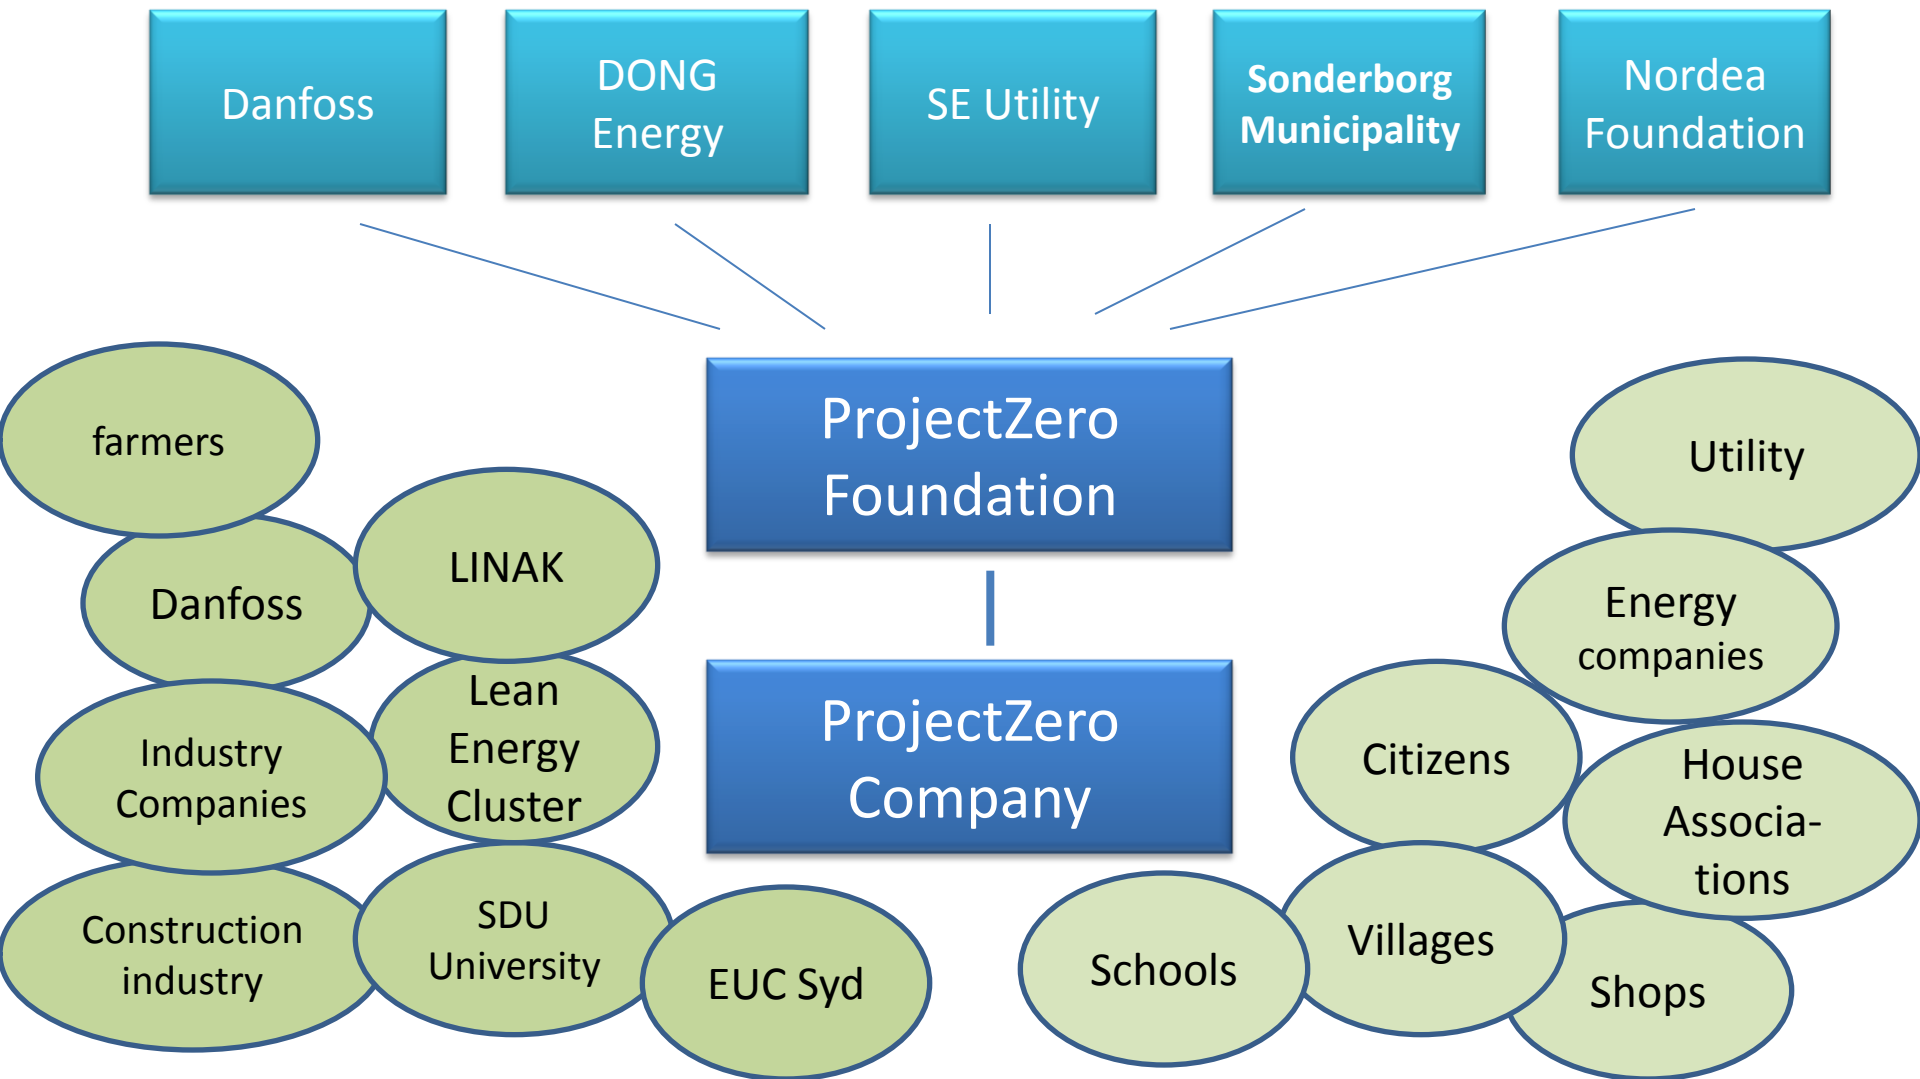 Danfoss
DONG
Energy
SE Utility
Sonderborg
Municipality
Nordea
Foundation
ProjectZero
Foundation
ProjectZero
Company
farmers
Danfoss
LINAK
Industry
Companies
Lean
Energy
Cluster
Construction
industry
SDU
University
EUC Syd
Utility
Energy
companies
Citizens
House
Associa-
tions
Schools
Villages
Shops